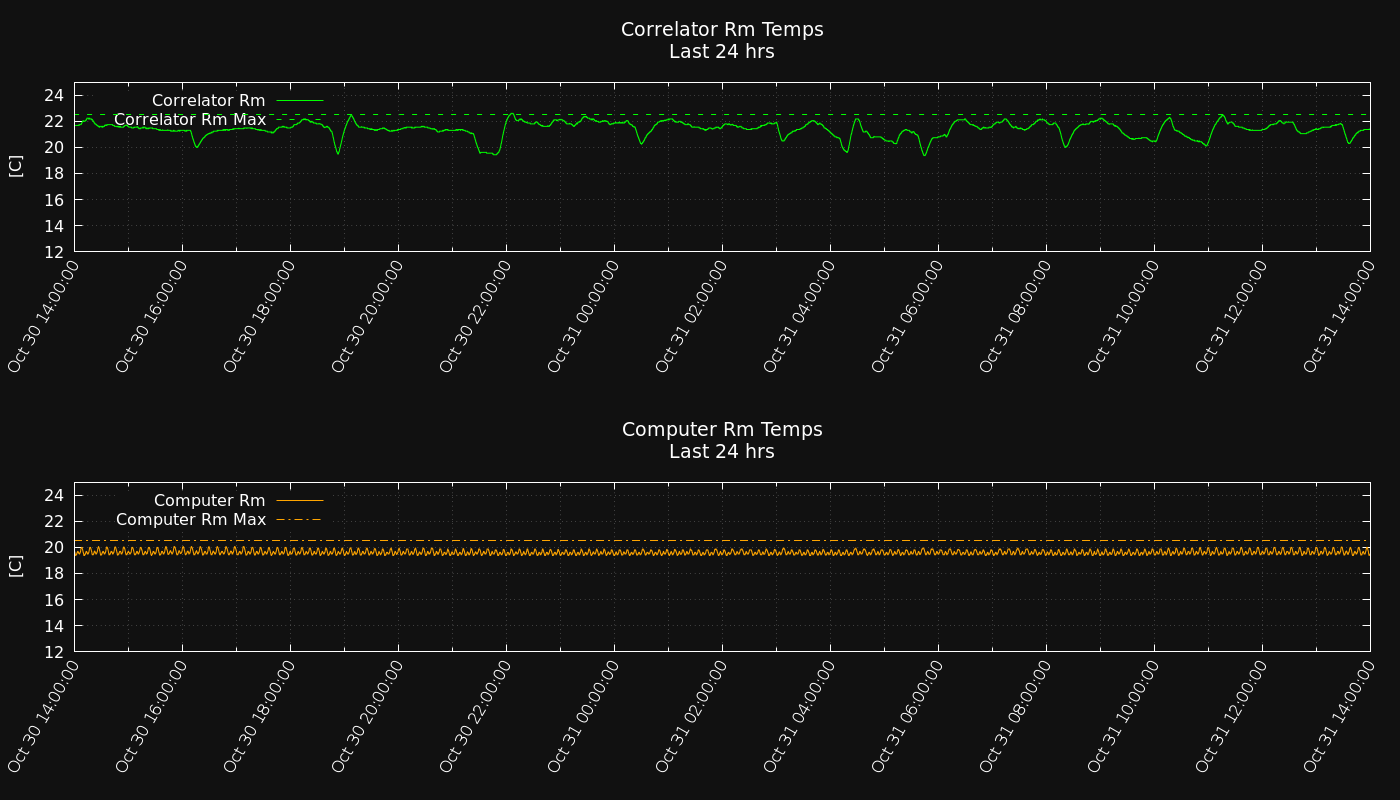 Correlator Rm Temps
Last 24 hrs
24
22
20
18
16
14
12
[C]
Correlator Rm
Correlator Rm Max
Oct 30 14:00:00
Oct 30 16:00:00
Oct 30 18:00:00
Oct 30 20:00:00
Oct 30 22:00:00
Oct 31 00:00:00
Oct 31 02:00:00
Oct 31 04:00:00
Oct 31 06:00:00
Oct 31 08:00:00
Oct 31 10:00:00
Oct 31 12:00:00
Oct 31 14:00:00
Computer Rm Temps
Last 24 hrs
24
22
20
18
16
14
12
[C]
Computer Rm
Computer Rm Max
Oct 30 14:00:00
Oct 30 16:00:00
Oct 30 18:00:00
Oct 30 20:00:00
Oct 30 22:00:00
Oct 31 00:00:00
Oct 31 02:00:00
Oct 31 04:00:00
Oct 31 06:00:00
Oct 31 08:00:00
Oct 31 10:00:00
Oct 31 12:00:00
Oct 31 14:00:00